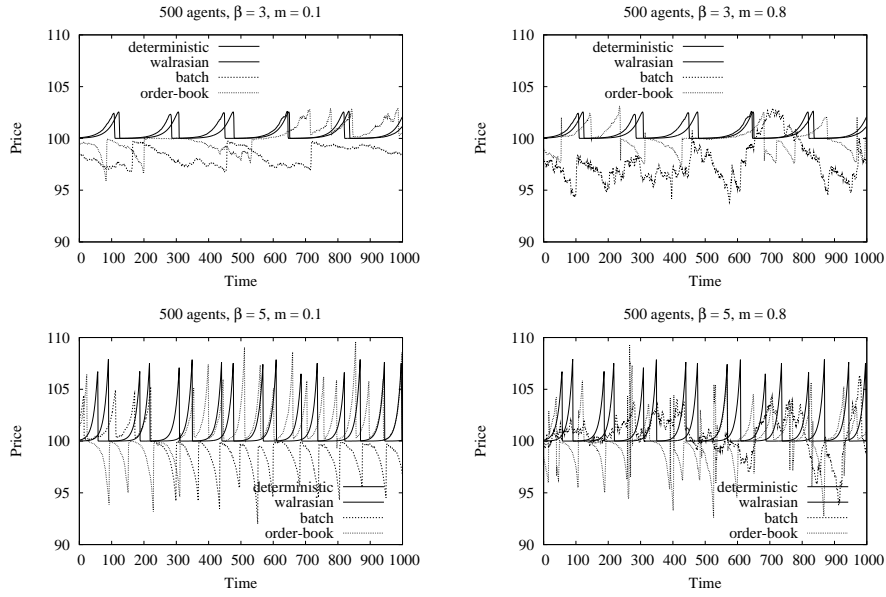 500 agents, β = 3, m = 0.1
110
105
100
95
90
Price
deterministic
walrasian
batch
order-book
0 100 200 300 400 500 600 700 800 900 1000
Time
500 agents, β = 3, m = 0.8
110
105
100
95
90
Price
deterministic
walrasian
batch
order-book
0 100 200 300 400 500 600 700 800 900 1000
Time
500 agents, β = 5, m = 0.1
110
105
100
95
90
Price
deterministic
walrasian
batch
order-book
0 100 200 300 400 500 600 700 800 900 1000
Time
500 agents, β = 5, m = 0.8
110
105
100
95
90
Price
deterministic
walrasian
batch
order-book
0 100 200 300 400 500 600 700 800 900 1000
Time